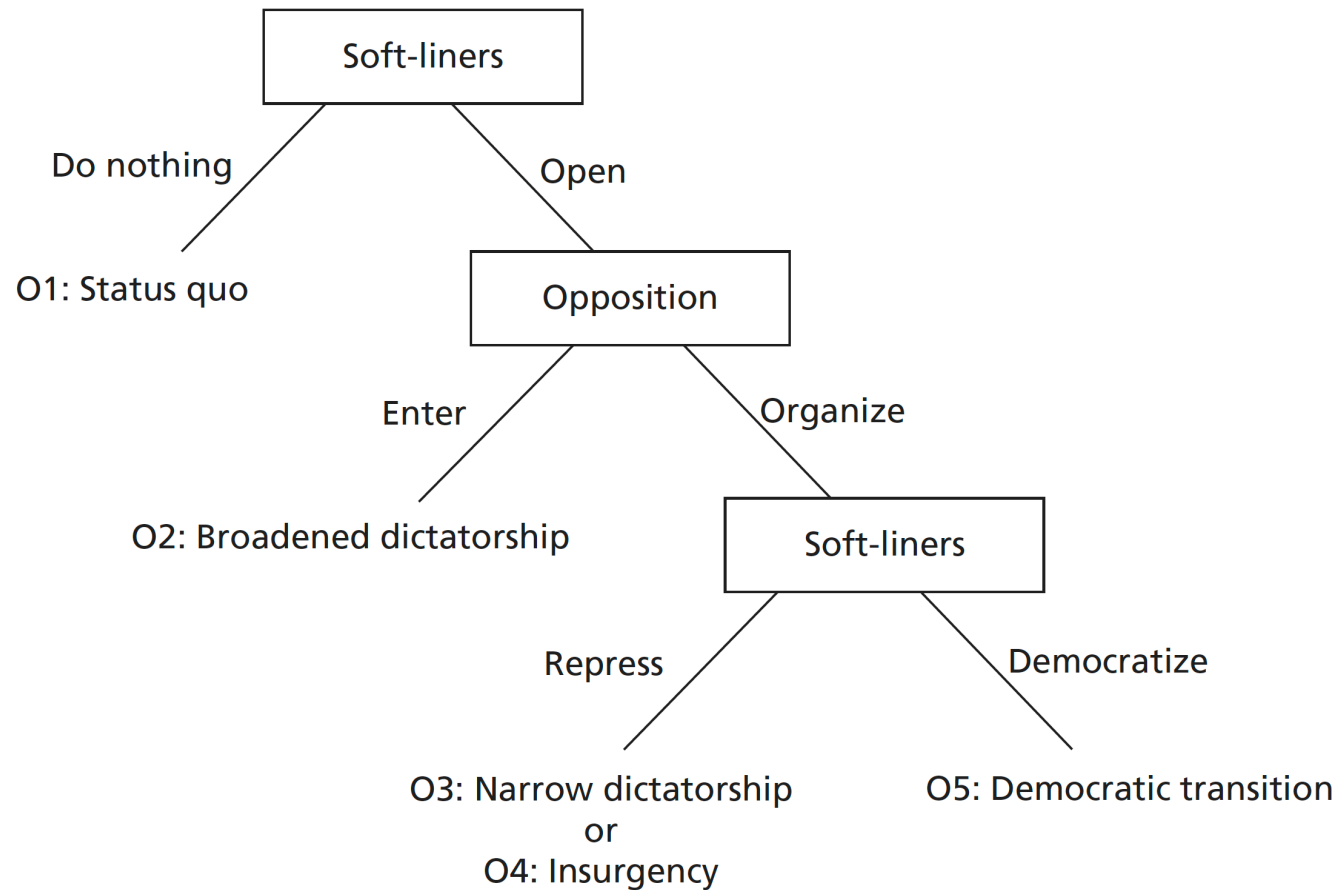 Soft-liners
Do nothing
Open
O1: Status quo
Opposition
Enter
Organize
O2: Broadened dictatorship
Soft-liners
Repress
Democratize
O3: Narrow dictatorship
or
O4: Insurgency
O5: Democratic transition